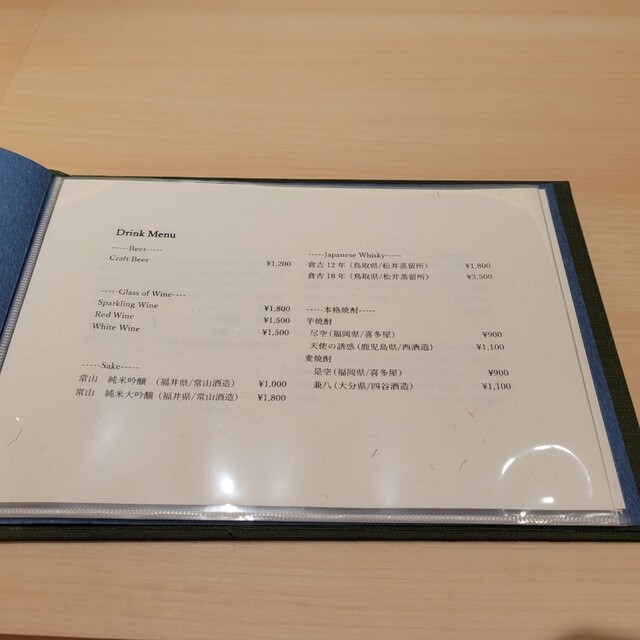 Drink Menu
-----Beer-----
Craft Beer ¥1,200
-----Glass of Wine----
Sparkling Wine ¥1,800
Red Wine ¥1,500
White Wine ¥1,500
-----Sake----
常山 純米吟醸 (福井県/常山酒造) ¥1,000
常山 純米大吟醸 (福井県/常山酒造) ¥1,800
-----Japanese Whisky-----
倉吉12年 (鳥取県/松井蒸留所) ¥1,800
倉吉18年 (鳥取県/松井蒸留所) ¥3,500
-----本格焼酎-----
芋焼酎
尽空(福岡県/喜多屋) ¥900
天使の誘惑(鹿児島県/西酒造) ¥1,100
麦焼酎
是空(福岡県/喜多屋) ¥900
兼八(大分県/四谷酒造) ¥1,100